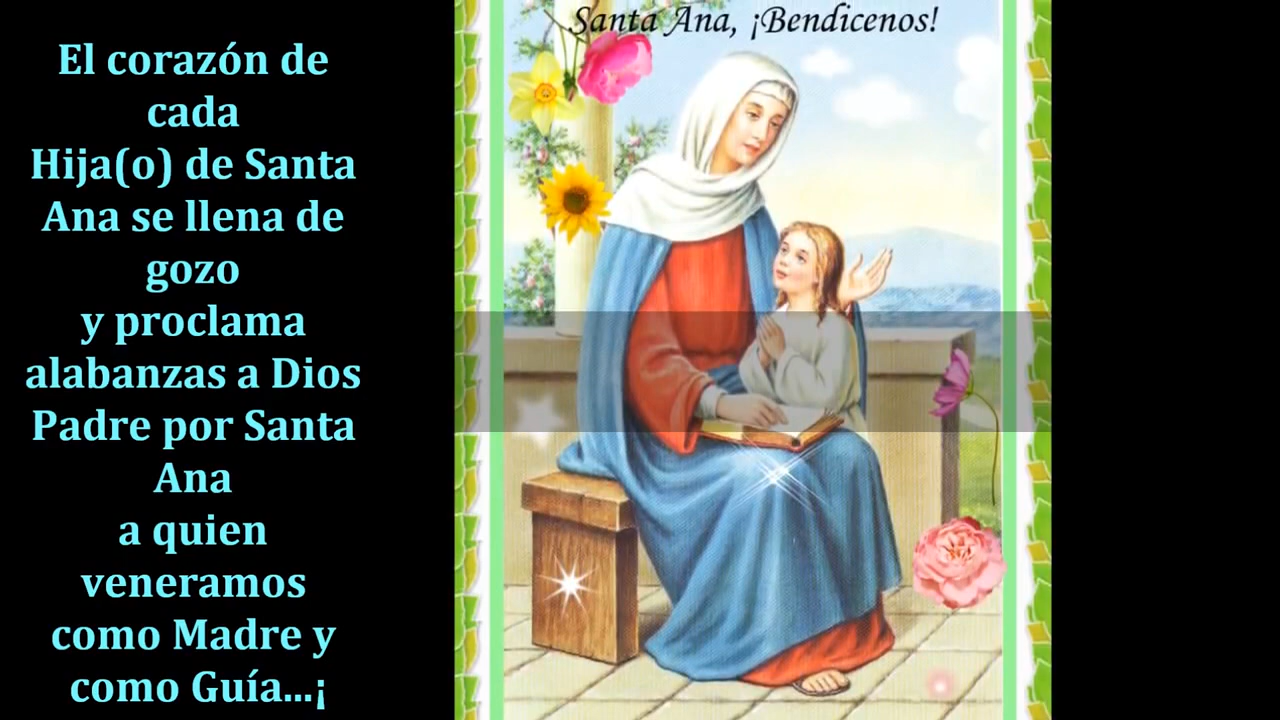 El corazón de
cada
Hija(o) de Santa
Ana se llena de
gozo
y proclama
alabanzas a Dios
Padre por Santa
Ana
a quien
veneramos
como Madre y
como Guía...¡
Santa Ana, ¡Bendicenos!